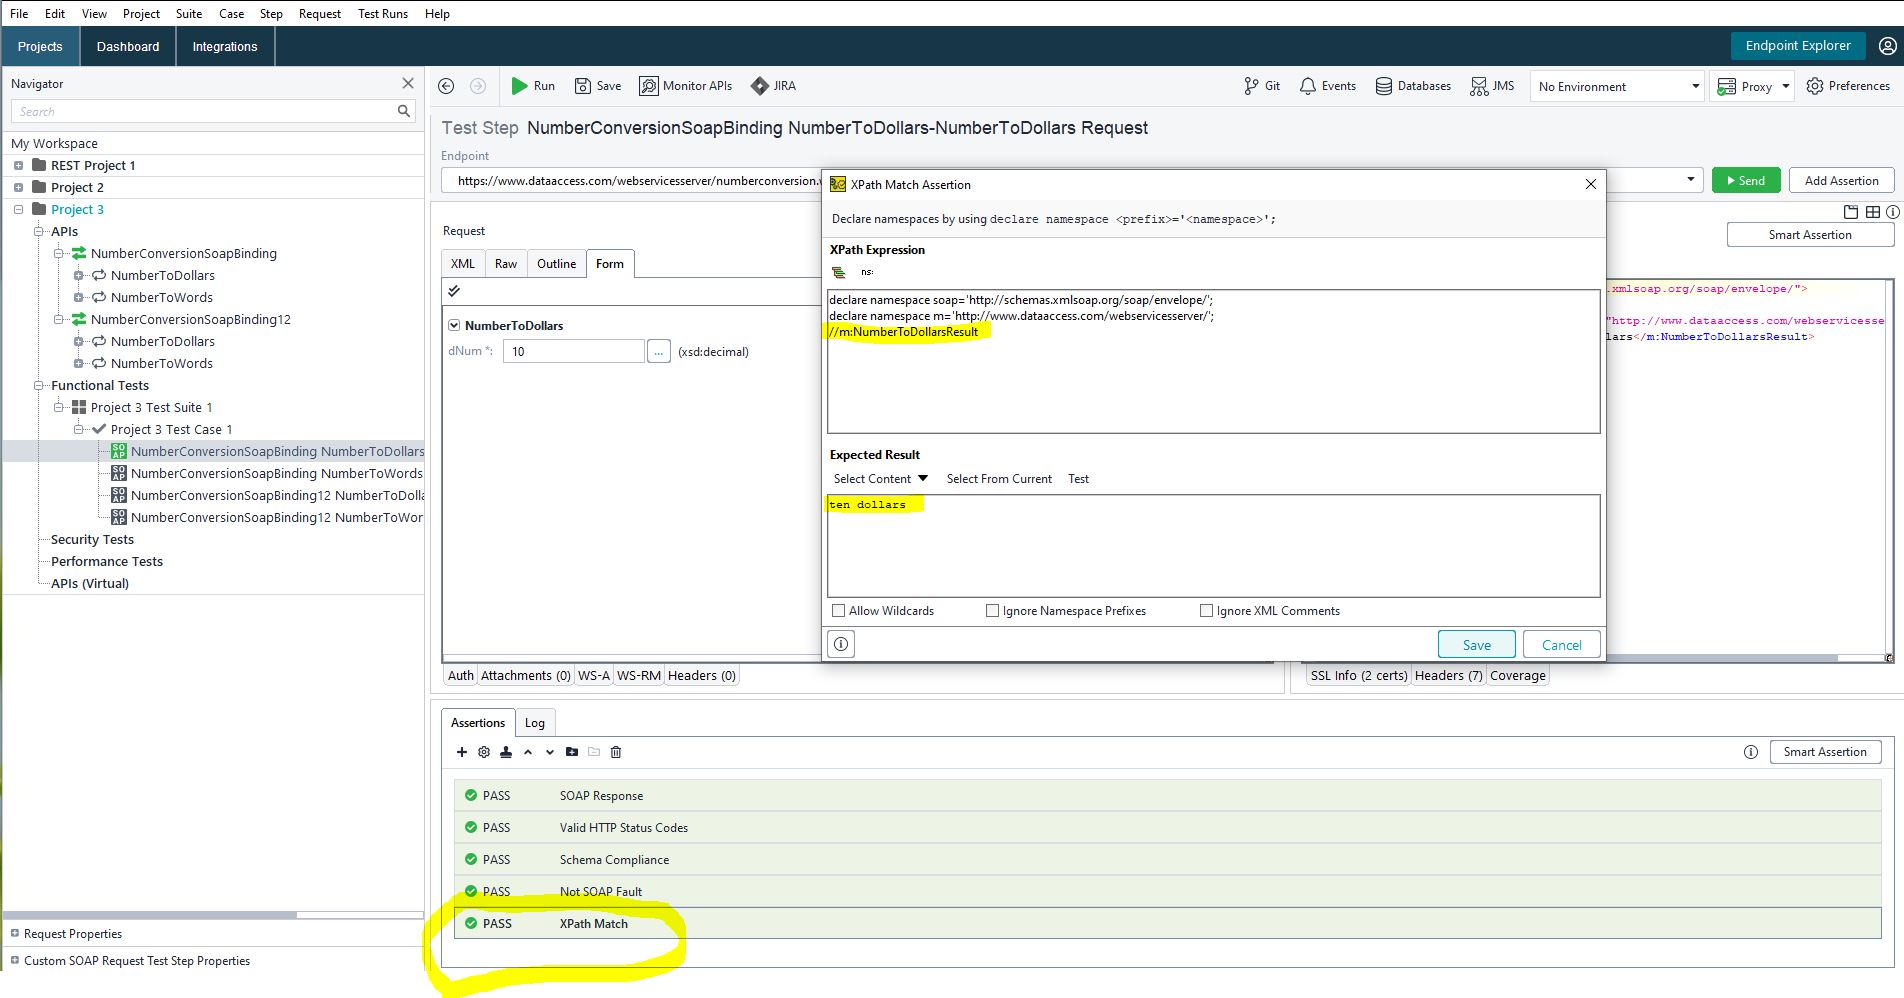 File Edit View Project Suite Case Step Request Test Runs Help
Projects Dashboard Integrations Endpoint Explorer
Navigator
Search
My Workspace
REST Project 1
Project 2
Project 3
APIs
NumberConversionSoapBinding
NumberToDollars
NumberToWords
NumberConversionSoapBinding12
NumberToDollars
NumberToWords
Functional Tests
Project 3 Test Suite 1
Project 3 Test Case 1
SOAP NumberConversionSoapBinding NumberToDollars
SOAP NumberConversionSoapBinding NumberToWords
SOAP NumberConversionSoapBinding12 NumberToDolla
SOAP NumberConversionSoapBinding12 NumberToWor
Security Tests
Performance Tests
APIs (Virtual)
Request Properties
Custom SOAP Request Test Step Properties
Run Save Monitor APIs JIRA Git Events Databases JMS No Environment Proxy Preferences
Test Step NumberConversionSoapBinding NumberToDollars-NumberToDollars Request
Endpoint
https://www.dataaccess.com/webservicesserver/numberconversion.w
Send Add Assertion
Request
XML Raw Outline Form
NumberToDollars
dNum *: 10 ... (xsd:decimal)
Auth Attachments (0) WS-A WS-RM Headers (0)
XPath Match Assertion
Declare namespaces by using declare namespace <prefix>='<namespace>';
XPath Expression
ns:
declare namespace soap='http://schemas.xmlsoap.org/soap/envelope/';
declare namespace m='http://www.dataaccess.com/webservicesserver/';
//m:NumberToDollarsResult
Expected Result
Select Content Select From Current Test
ten dollars
Allow Wildcards Ignore Namespace Prefixes Ignore XML Comments
Save Cancel
Smart Assertion
.xmlsoap.org/soap/envelope/">
"http://www.dataaccess.com/webservicesse
lars</m:NumberToDollarsResult>
SSL Info (2 certs) Headers (7) Coverage
Assertions Log
Smart Assertion
PASS SOAP Response
PASS Valid HTTP Status Codes
PASS Schema Compliance
PASS Not SOAP Fault
PASS XPath Match